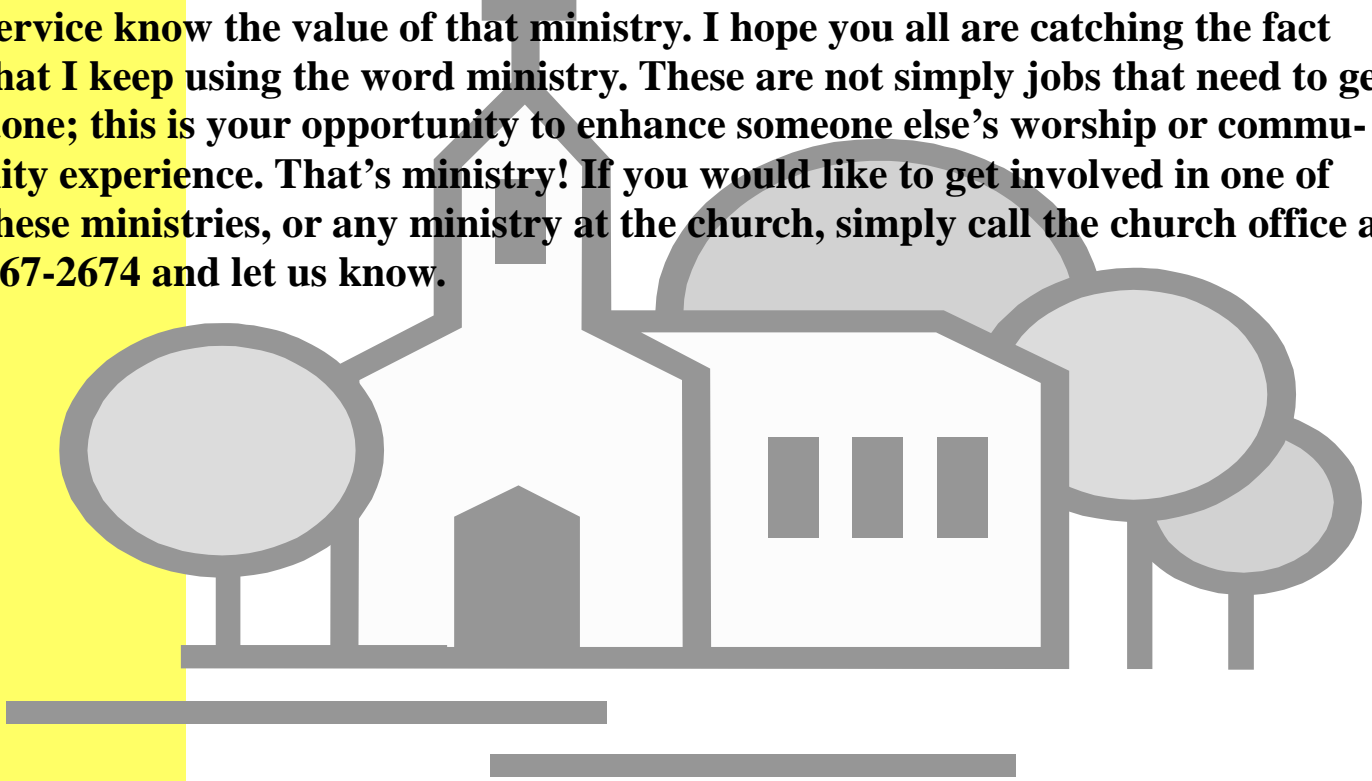 ervice know the value of that ministry. I hope you all are catching the fact
hat I keep using the word ministry. These are not simply jobs that need to ge
one; this is your opportunity to enhance someone else’s worship or commu-
ity experience. That’s ministry! If you would like to get involved in one of
hese ministries, or any ministry at the church, simply call the church office a
67-2674 and let us know.